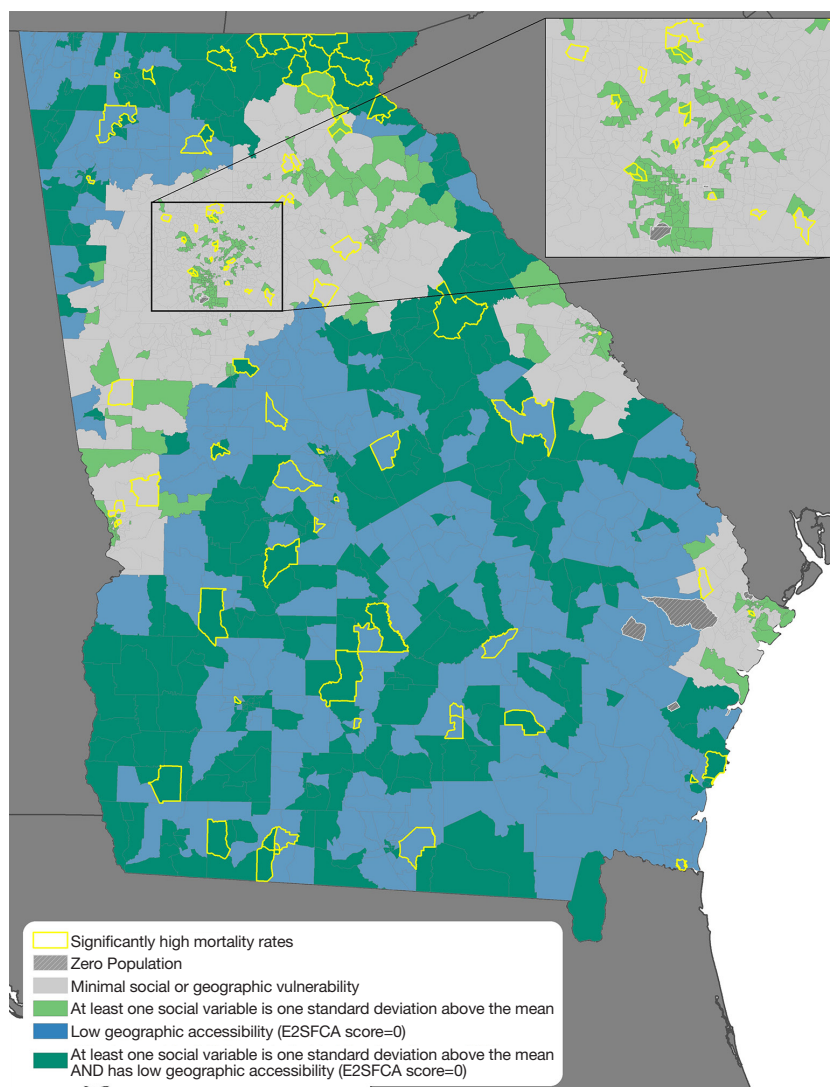 Significantly high mortality rates
Zero Population
Minimal social or geographic vulnerability
At least one social variable is one standard deviation above the mean
Low geographic accessibility (E2SFCA score=0)
At least one social variable is one standard deviation above the mean
AND has low geographic accessibility (E2SFCA score=0)